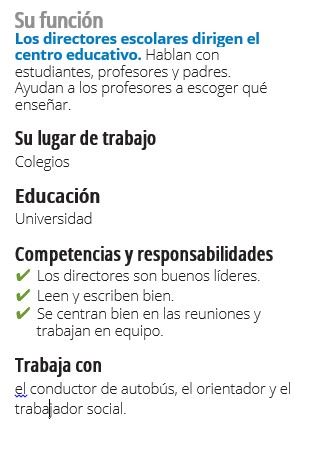 Su función
Los directores escolares dirigen el
centro educativo. Hablan con
estudiantes, profesores y padres.
Ayudan a los profesores a escoger qué
enseñar.
Su lugar de trabajo
Colegios
Educación
Universidad
Competencias y responsabilidades
✔ Los directores son buenos líderes.
✔ Leen y escriben bien.
✔ Se centran bien en las reuniones y
trabajan en equipo.
Trabaja con
el conductor de autobús, el orientador y el
trabajador social.